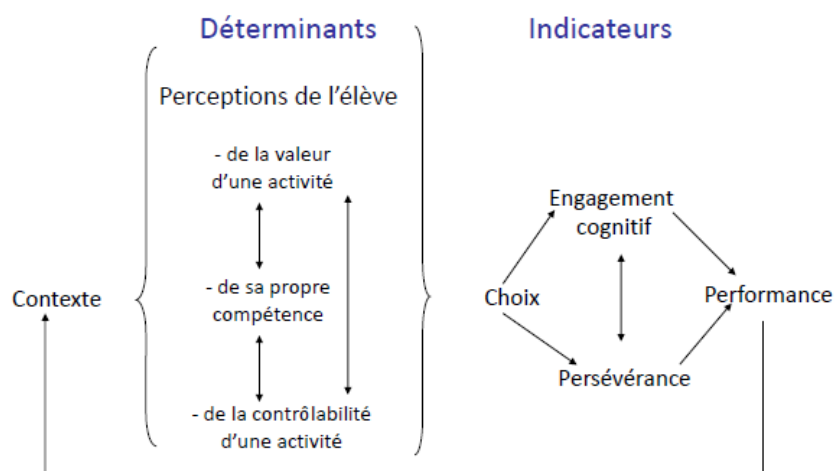 Déterminants
Indicateurs
Perceptions de l'élève
- de la valeur
d'une activité
Engagement
cognitif
Contexte
- de sa propre
compétence
Choix
Performance
Persévérance
- de la contrôlabilité
d'une activité